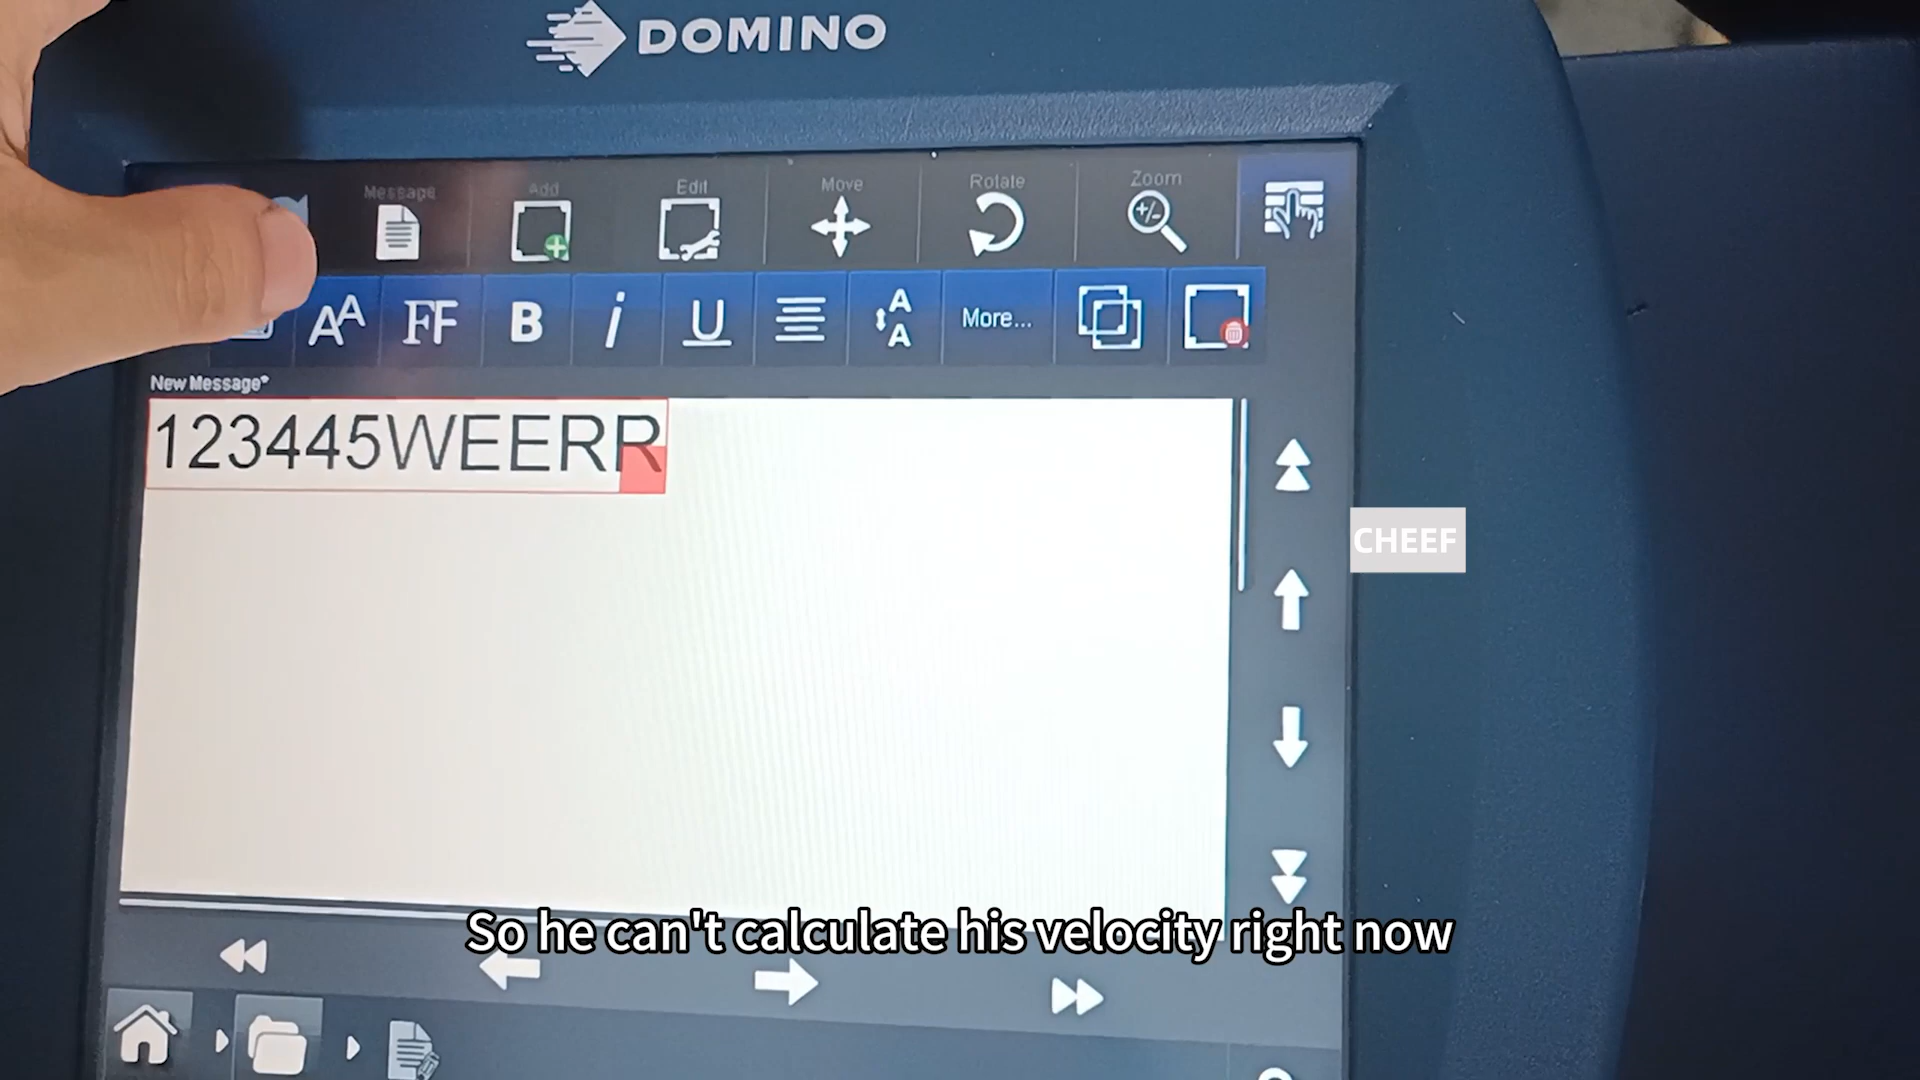 DOMINO
Message Add Edit Move Rotate Zoom
AA FF B i U A A More...
New Message*
123445WEERR
CHEEF
So he can't calculate his velocity right now